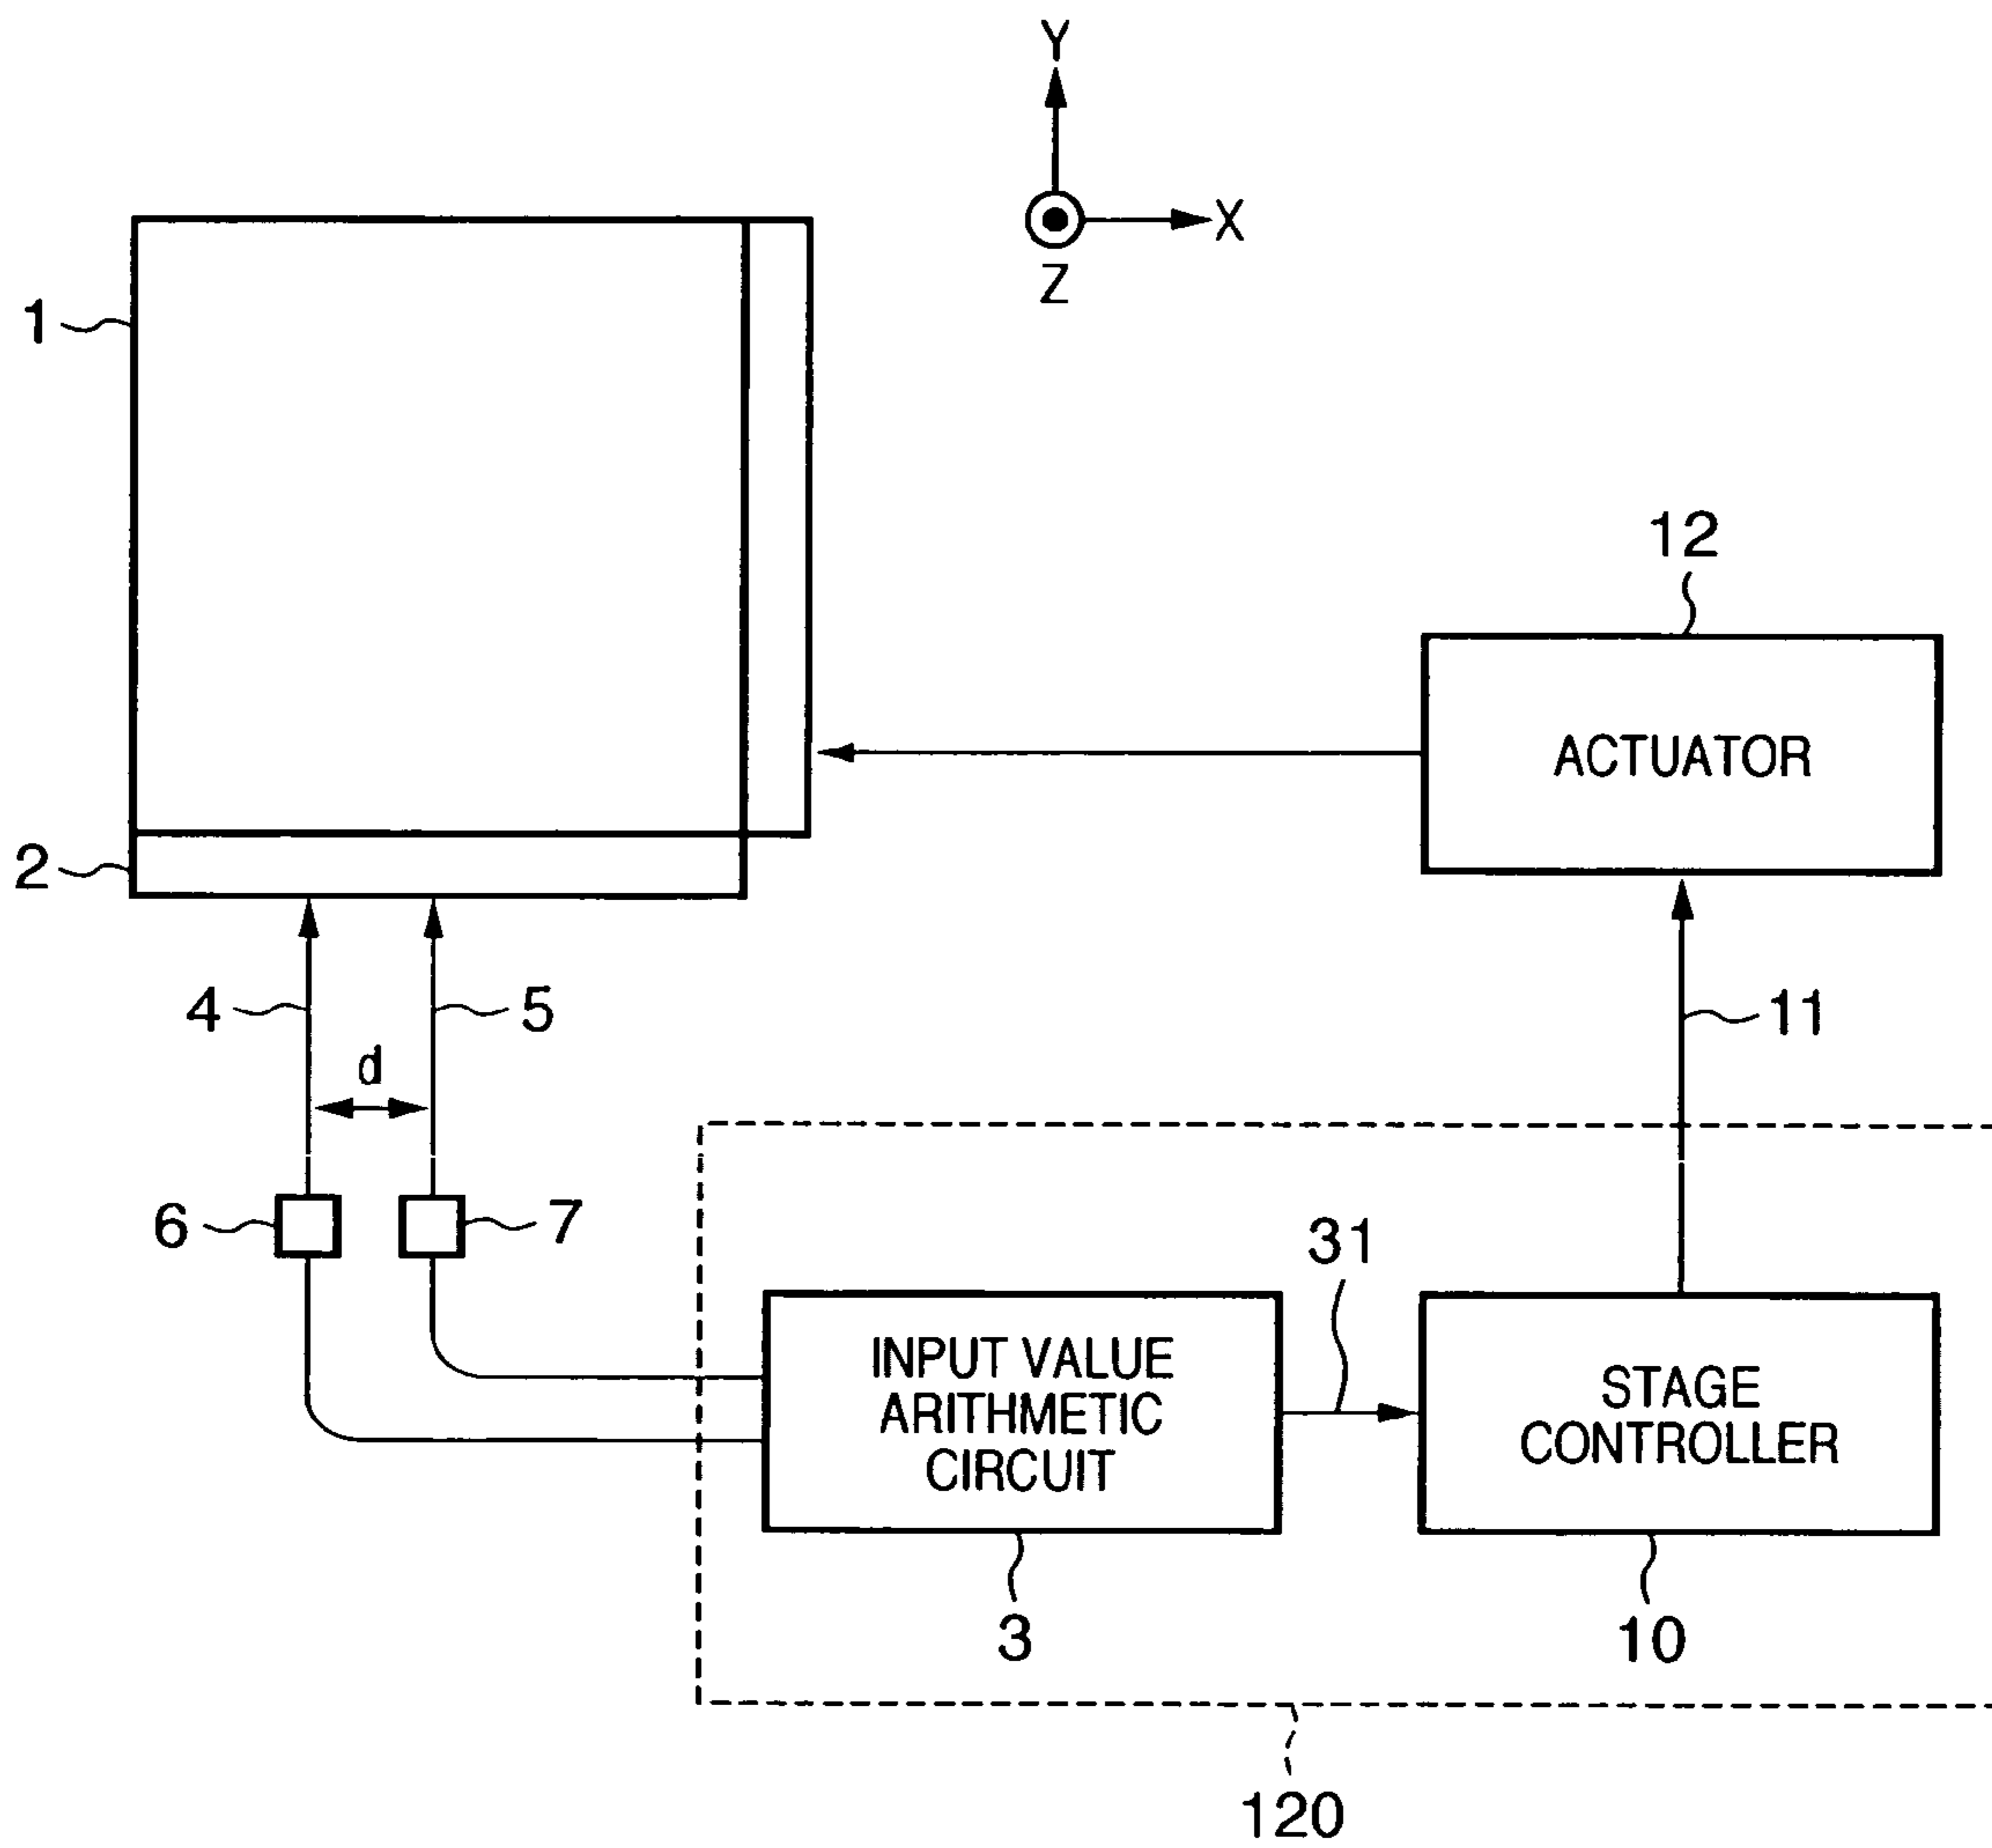 Y
X
Z
1
12
ACTUATOR
2
4
5
11
d
6
7
31
INPUT VALUE
ARITHMETIC
CIRCUIT
STAGE
CONTROLLER
3
10
120